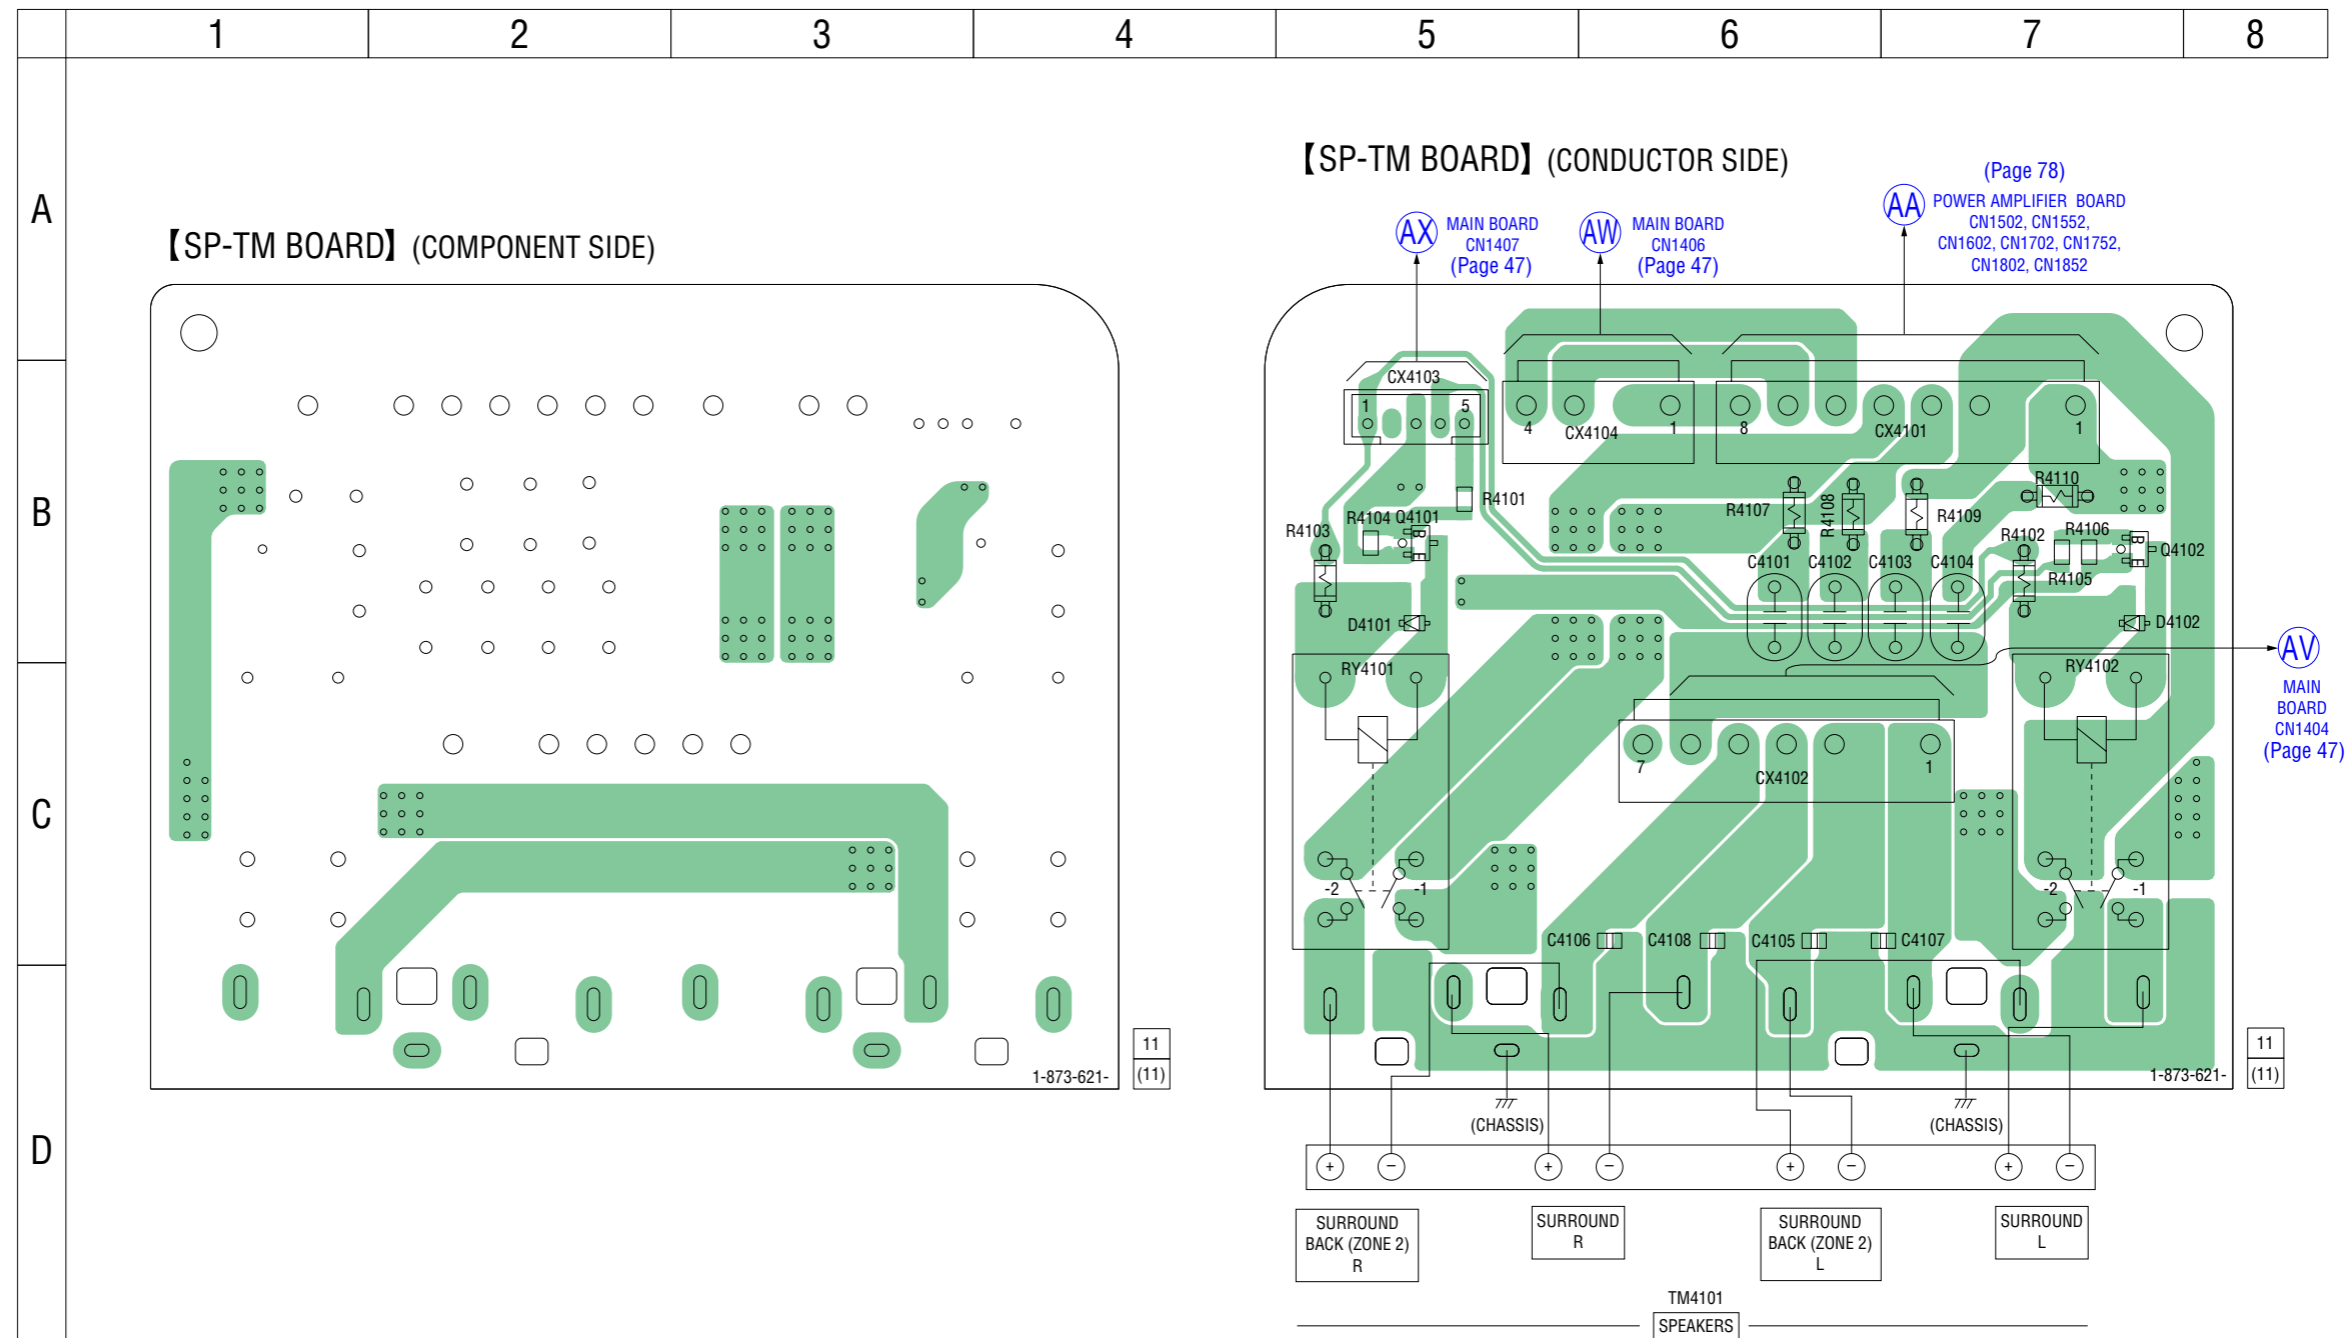 1 2 3 4 5 6 7 8
A
B
C
D
【SP-TM BOARD】 (COMPONENT SIDE)
1-873-621-
11
(11)
【SP-TM BOARD】 (CONDUCTOR SIDE)
AX
MAIN BOARD
CN1407
(Page 47)
AW
MAIN BOARD
CN1406
(Page 47)
(Page 78)
AA
POWER AMPLIFIER BOARD
CN1502, CN1552,
CN1602, CN1702, CN1752,
CN1802, CN1852
CX4103
1 5
4 CX4104 1
8 CX4101 1
R4101
R4107
R4108
R4109
R4110
R4103
R4104
Q4101
B
E
R4102
R4106
B
E
Q4102
R4105
C4101
C4102
C4103
C4104
D4101
D4102
AV
MAIN
BOARD
CN1404
(Page 47)
RY4101
RY4102
7 CX4102 1
-2 -1
-2 -1
C4106
C4108
C4105
C4107
1-873-621-
11
(11)
(CHASSIS)
(CHASSIS)
+ − + − + − + −
SURROUND
BACK (ZONE 2)
R
SURROUND
R
SURROUND
BACK (ZONE 2)
L
SURROUND
L
TM4101
SPEAKERS